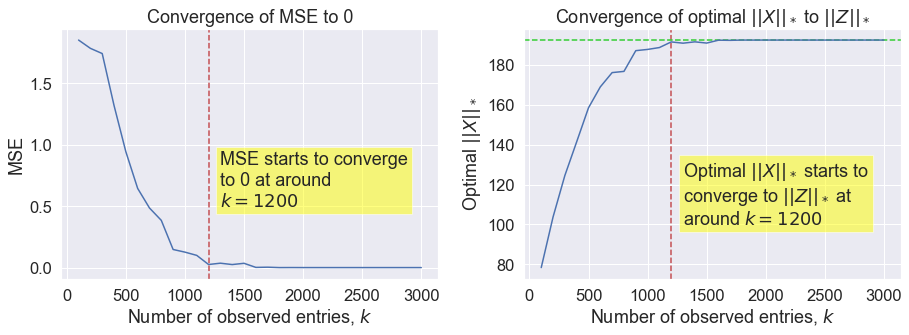 Convergence of MSE to 0
MSE
1.5
1.0
0.5
0.0
MSE starts to converge
to 0 at around
k = 1200
0 500 1000 1500 2000 2500 3000
Number of observed entries, k
Convergence of optimal ||X||* to ||Z||*
Optimal ||X||*
180
160
140
120
100
80
Optimal ||X||* starts to
converge to ||Z||* at
around k = 1200
0 500 1000 1500 2000 2500 3000
Number of observed entries, k